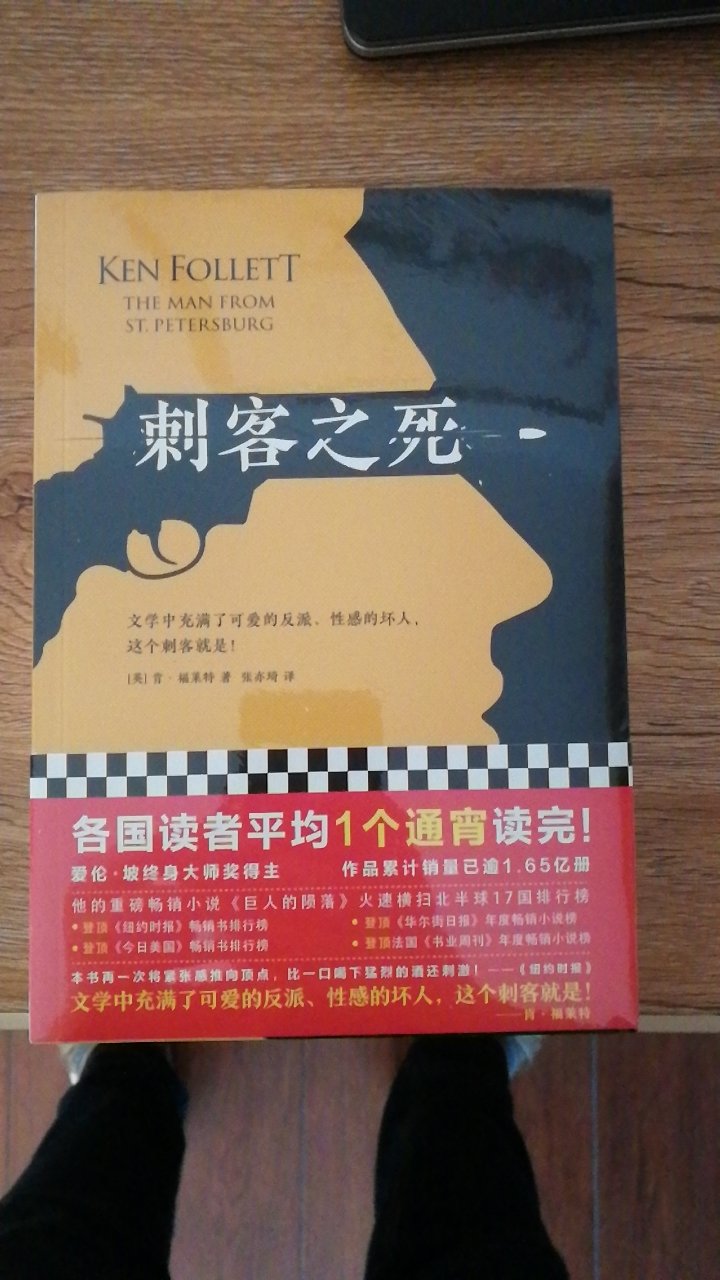 KEN FOLLETT
THE MAN FROM
ST. PETERSBURG
刺客之死
文学中充满了可爱的反派、性感的坏人，
这个刺客就是！
[英] 肯·福莱特 著 张亦琦 译
各国读者平均1个通宵读完！
爱伦·坡终身大师奖得主 作品累计销量已逾1.65亿册
他的重磅畅销小说《巨人的陨落》火速横扫北半球17国排行榜
•登顶《纽约时报》畅销书排行榜 •登顶《华尔街日报》年度畅销小说榜
•登顶《今日美国》畅销书排行榜 •登顶法国《书业周刊》年度畅销小说榜
本书再一次将紧张感推向顶点，比一口喝下猛烈的酒还刺激！——《纽约时报》
文学中充满了可爱的反派、性感的坏人，这个刺客就是！
——肯·福莱特